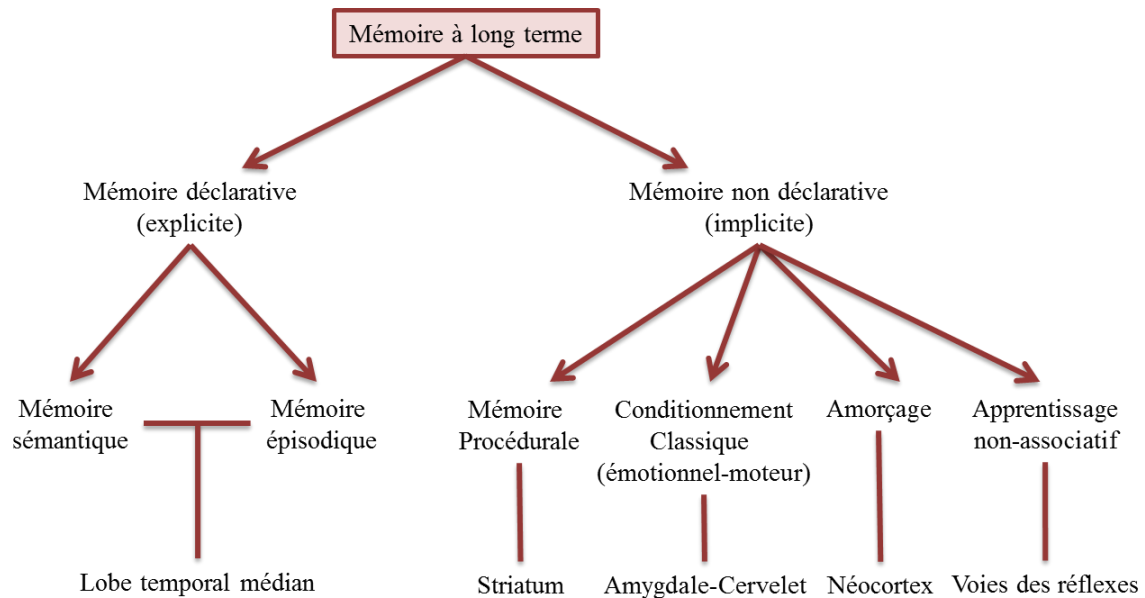 Mémoire à long terme
Mémoire déclarative
(explicite)
Mémoire non déclarative
(implicite)
Mémoire
sémantique
Mémoire
épisodique
Mémoire
Procédurale
Conditionnement
Classique
(émotionnel-moteur)
Amorçage
Apprentissage
non-associatif
Lobe temporal médian
Striatum
Amygdale-Cervelet
Néocortex
Voies des réflexes